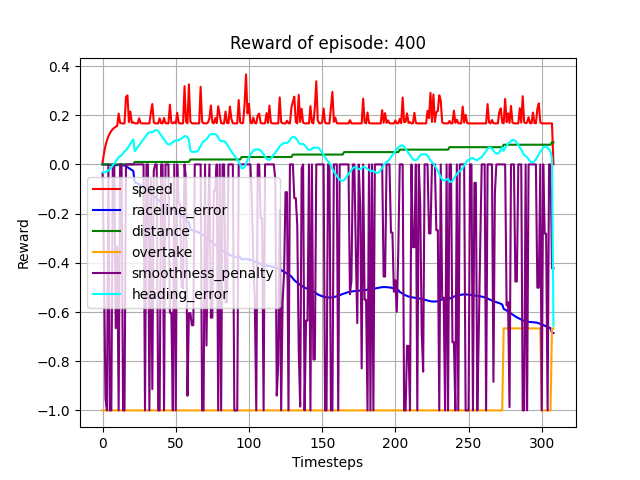 Reward of episode: 400
0.4
0.2
0.0
−0.2
−0.4
−0.6
−0.8
−1.0
Reward
speed
raceline_error
distance
overtake
smoothness_penalty
heading_error
0 50 100 150 200 250 300
Timesteps